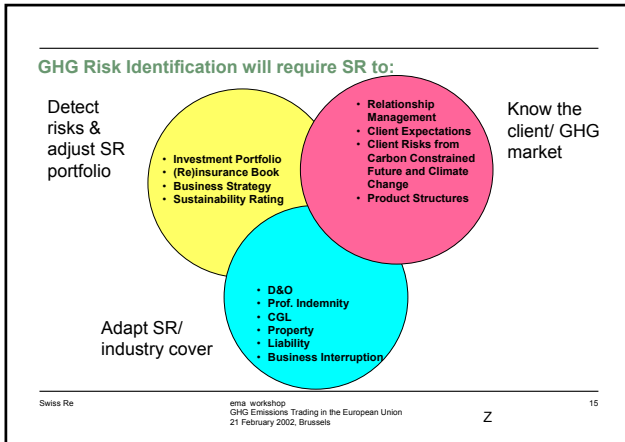 GHG Risk Identification will require SR to:
Detect
risks &
adjust SR
portfolio
• Investment Portfolio
• (Re)insurance Book
• Business Strategy
• Sustainability Rating
• Relationship
Management
• Client Expectations
• Client Risks from
Carbon Constrained
Future and Climate
Change
• Product Structures
Know the
client/ GHG
market
Adapt SR/
industry cover
• D&O
• Prof. Indemnity
• CGL
• Property
• Liability
• Business Interruption
Swiss Re
ema workshop
GHG Emissions Trading in the European Union
21 February 2002, Brussels
Z
15